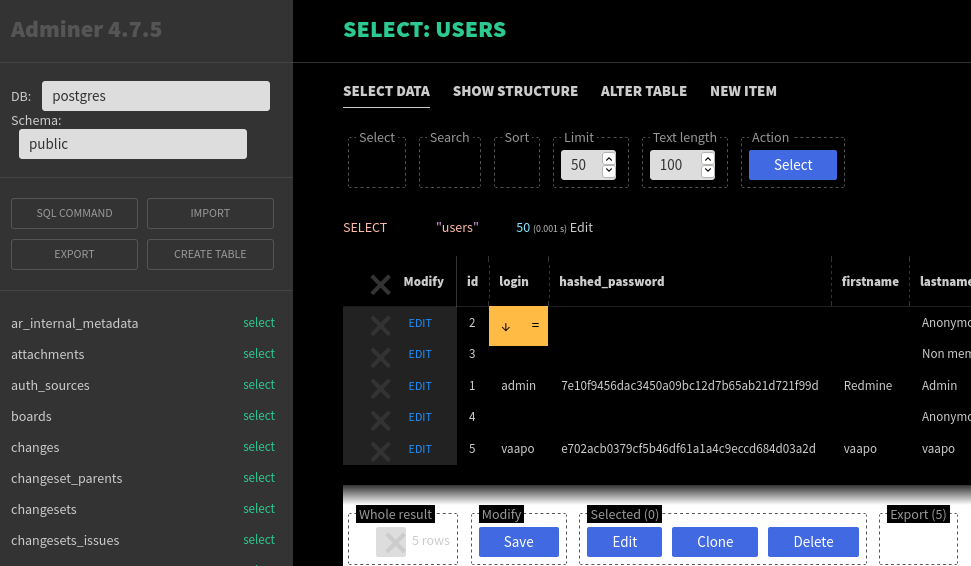 Adminer 4.7.5
SELECT: USERS
DB: postgres
Schema:
public
SQL COMMAND IMPORT
EXPORT CREATE TABLE
ar_internal_metadata select
attachments select
auth_sources select
boards select
changes select
changeset_parents select
changesets select
changesets_issues select
SELECT DATA SHOW STRUCTURE ALTER TABLE NEW ITEM
Select Search Sort Limit Text length Action
50 100 Select
SELECT "users" 50 (0.001 s) Edit
Modify id login hashed_password firstname lastname
EDIT 2 ↓ = Anonymo
EDIT 3 Non mem
EDIT 1 admin 7e10f9456dac3450a09bc12d7b65ab21d721f99d Redmine Admin
EDIT 4 Anonymo
EDIT 5 vaapo e702acb0379cf5b46df61a1a4c9eccd684d03a2d vaapo vaapo
Whole result Modify Selected (0) Export (5)
5 rows Save Edit Clone Delete